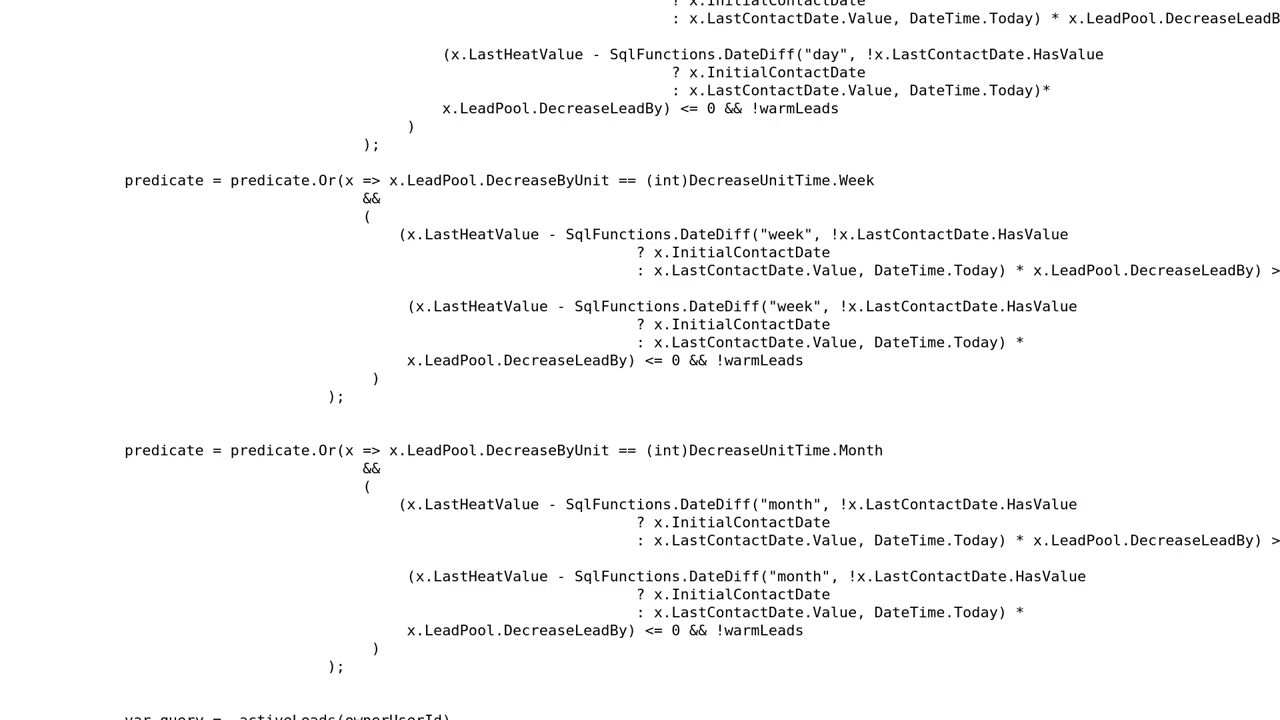 ? x.InitialContactDate
: x.LastContactDate.Value, DateTime.Today) * x.LeadPool.DecreaseLeadB
(x.LastHeatValue - SqlFunctions.DateDiff("day", !x.LastContactDate.HasValue
? x.InitialContactDate
: x.LastContactDate.Value, DateTime.Today)*
x.LeadPool.DecreaseLeadBy) <= 0 && !warmLeads
)
);
predicate = predicate.Or(x => x.LeadPool.DecreaseByUnit == (int)DecreaseUnitTime.Week
&&
(
(x.LastHeatValue - SqlFunctions.DateDiff("week", !x.LastContactDate.HasValue
? x.InitialContactDate
: x.LastContactDate.Value, DateTime.Today) * x.LeadPool.DecreaseLeadBy) >
(x.LastHeatValue - SqlFunctions.DateDiff("week", !x.LastContactDate.HasValue
? x.InitialContactDate
: x.LastContactDate.Value, DateTime.Today) *
x.LeadPool.DecreaseLeadBy) <= 0 && !warmLeads
)
);
predicate = predicate.Or(x => x.LeadPool.DecreaseByUnit == (int)DecreaseUnitTime.Month
&&
(
(x.LastHeatValue - SqlFunctions.DateDiff("month", !x.LastContactDate.HasValue
? x.InitialContactDate
: x.LastContactDate.Value, DateTime.Today) * x.LeadPool.DecreaseLeadBy) >
(x.LastHeatValue - SqlFunctions.DateDiff("month", !x.LastContactDate.HasValue
? x.InitialContactDate
: x.LastContactDate.Value, DateTime.Today) *
x.LeadPool.DecreaseLeadBy) <= 0 && !warmLeads
)
);
var query =